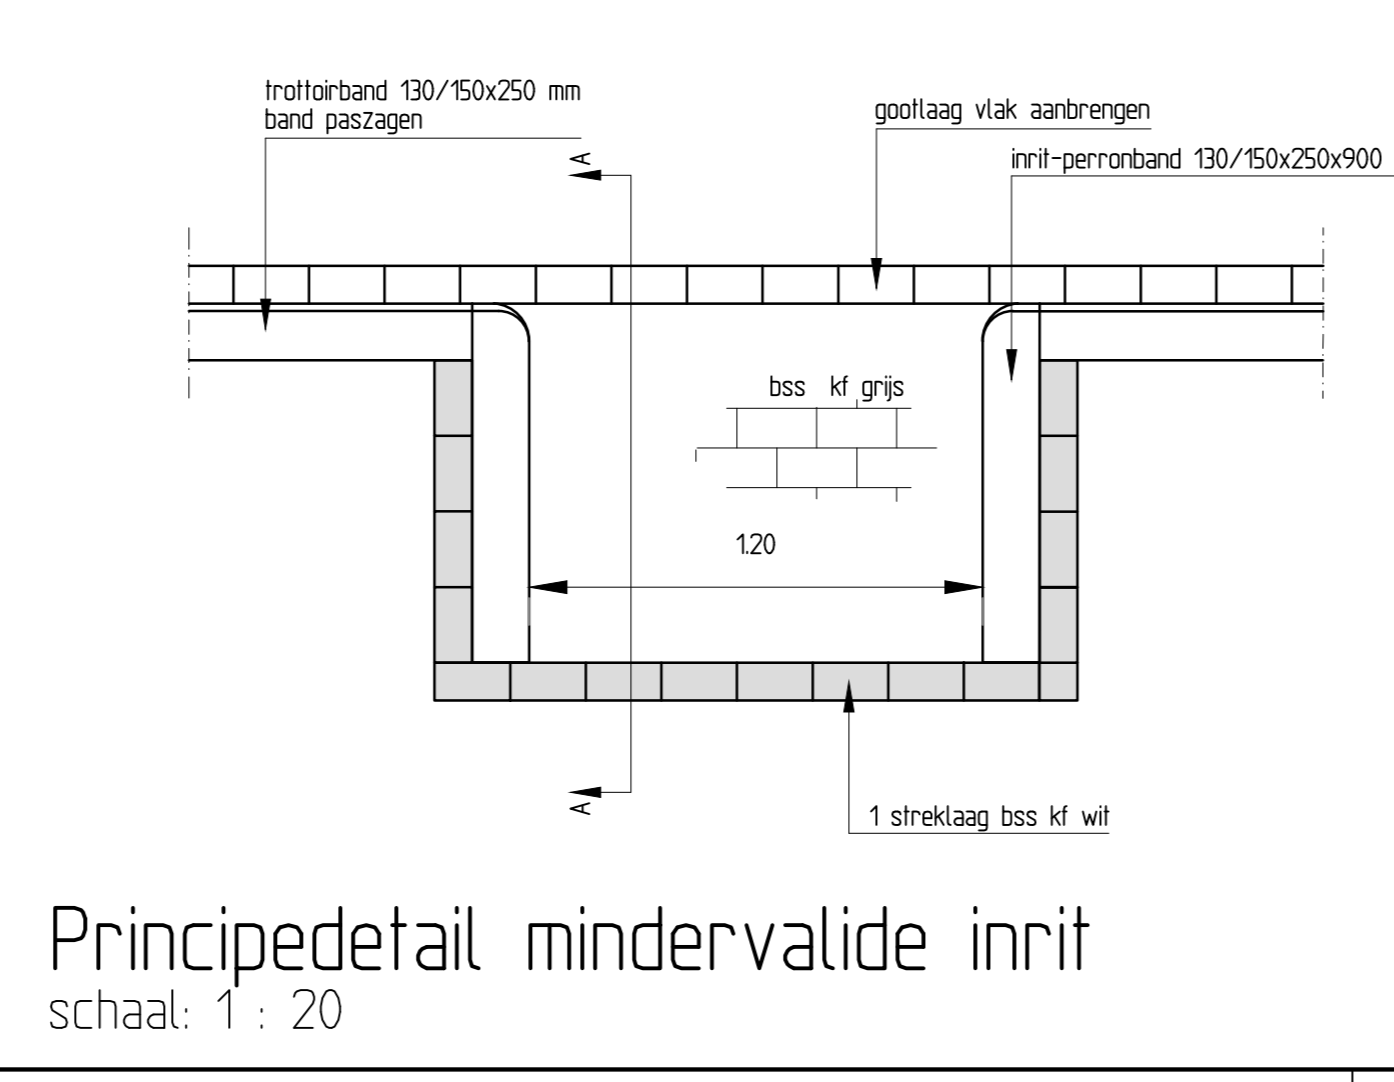 trottoirband 130/150x250 mm
band paszagen
gootlaag vlak aanbrengen
inrit-perronband 130/150x250x900
A
bss kf grijs
1.20
A
1 streklaag bss kf wit
Principedetail mindervalide inrit
schaal: 1 : 20